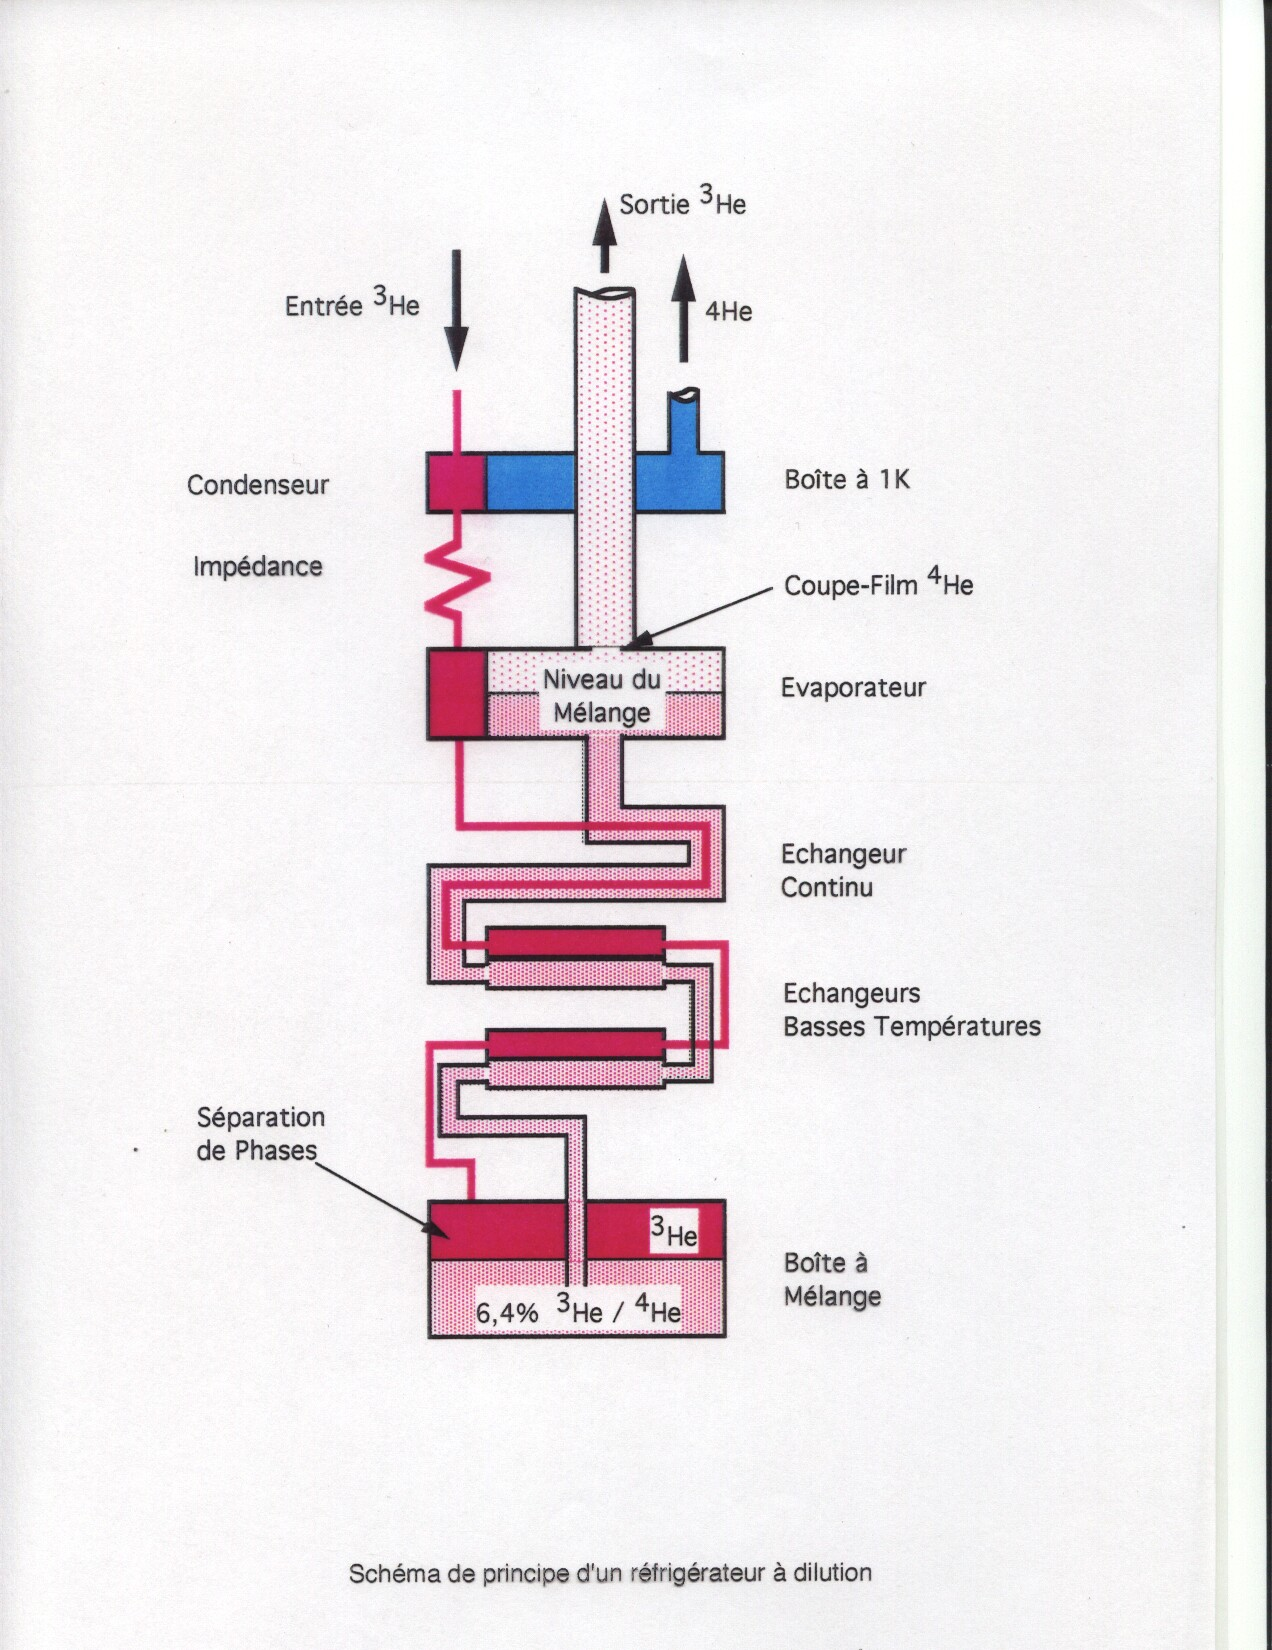 Sortie ³He
Entrée ³He
4He
Condenseur
Boîte à 1K
Impédance
Coupe-Film ⁴He
Niveau du
Mélange
Evaporateur
Echangeur
Continu
Echangeurs
Basses Températures
Séparation
de Phases
³He
Boîte à
Mélange
6,4% ³He / ⁴He
Schéma de principe d'un réfrigérateur à dilution